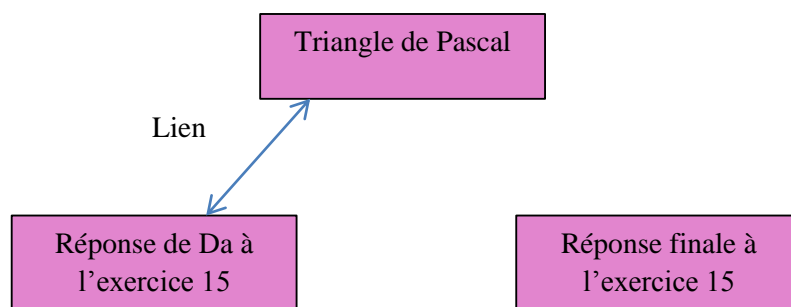 Triangle de Pascal
Lien
Réponse de Da à
l'exercice 15
Réponse finale à
l'exercice 15